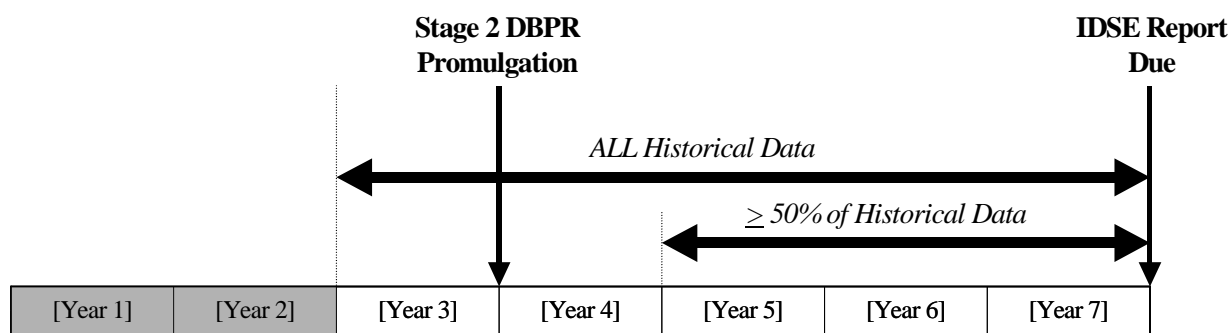 Stage 2 DBPR
Promulgation
IDSE Report
Due
ALL Historical Data
≥ 50% of Historical Data
[Year 1] [Year 2] [Year 3] [Year 4] [Year 5] [Year 6] [Year 7]